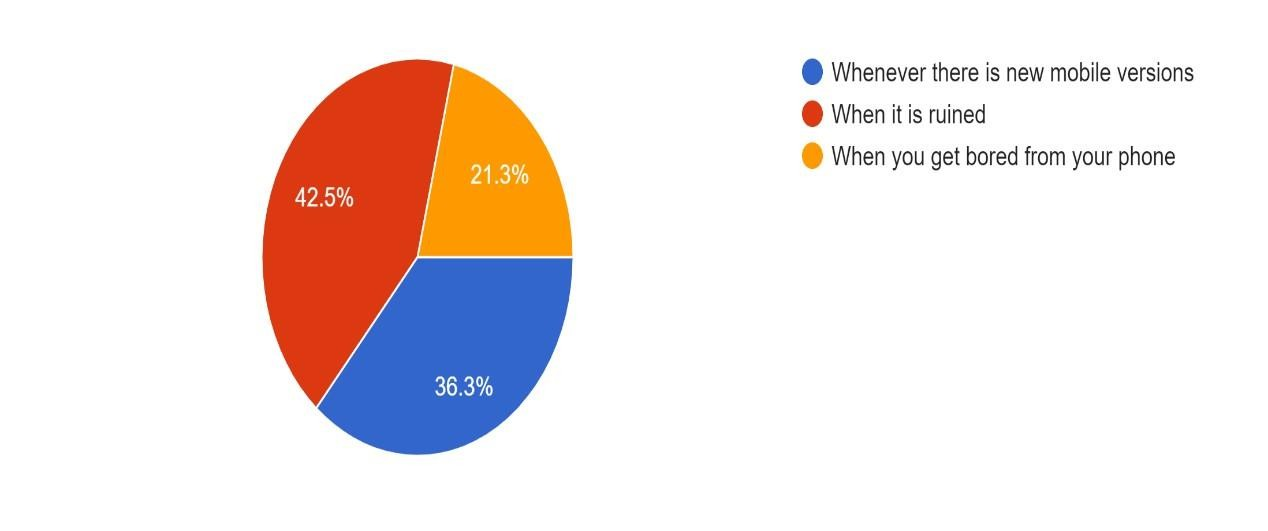 Whenever there is new mobile versions
When it is ruined
When you get bored from your phone
21.3%
42.5%
36.3%